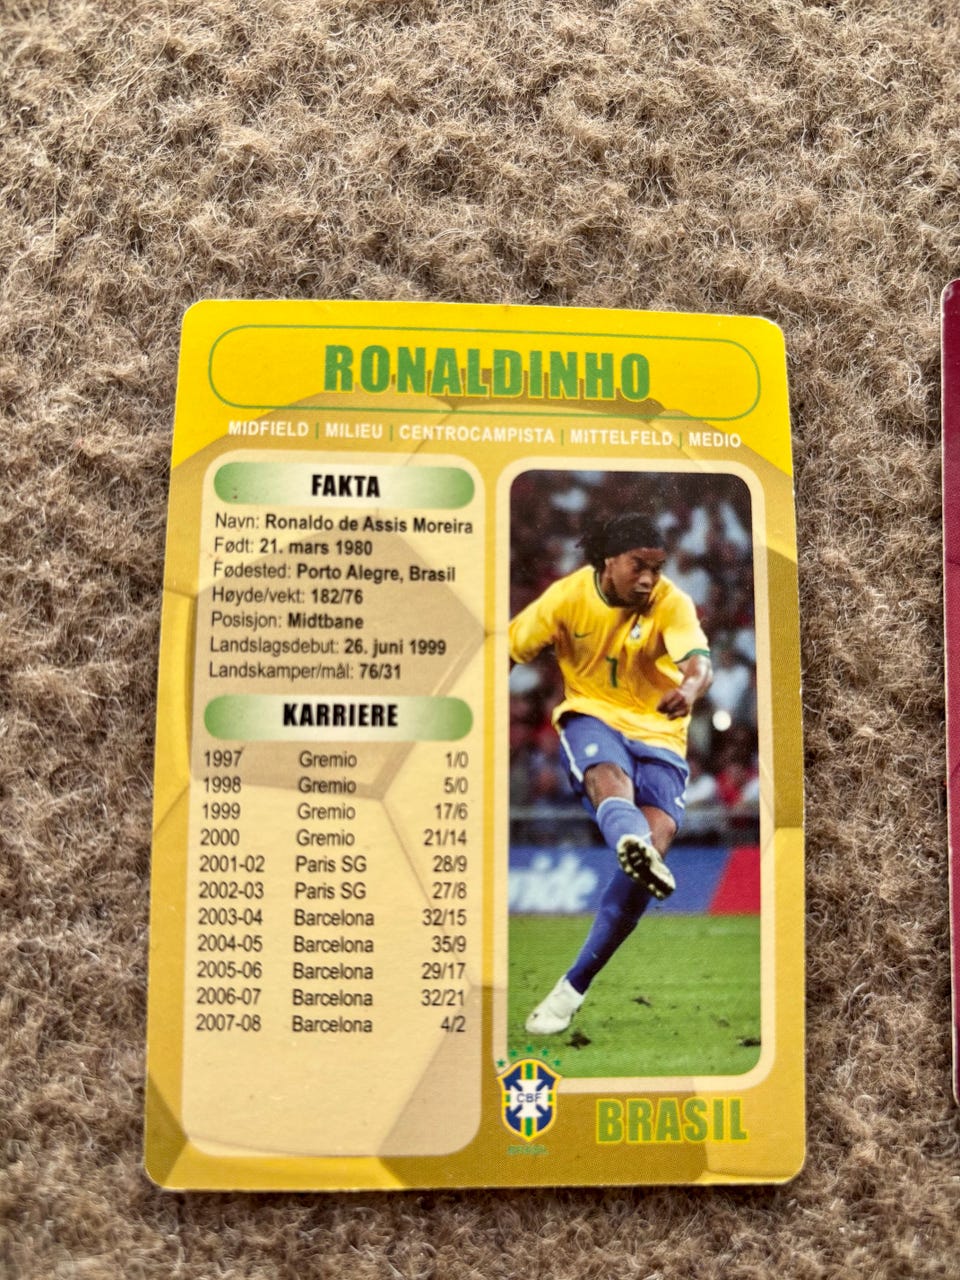 RONALDINHO
MIDFIELD | MILIEU | CENTROCAMPISTA | MITTELFELD | MEDIO
FAKTA
Navn: Ronaldo de Assis Moreira
Født: 21. mars 1980
Fødested: Porto Alegre, Brasil
Høyde/vekt: 182/76
Posisjon: Midtbane
Landslagsdebut: 26. juni 1999
Landskamper/mål: 76/31
KARRIERE
1997 Gremio 1/0
1998 Gremio 5/0
1999 Gremio 17/6
2000 Gremio 21/14
2001-02 Paris SG 28/9
2002-03 Paris SG 27/8
2003-04 Barcelona 32/15
2004-05 Barcelona 35/9
2005-06 Barcelona 29/17
2006-07 Barcelona 32/21
2007-08 Barcelona 4/2
CBF
BRASIL
BRASIL